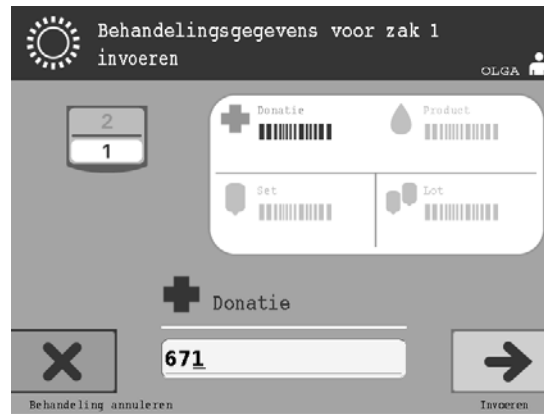 Behandelingsgegevens voor zak 1
invoeren
OLGA
2
1
Donatie
Product
Set
Lot
Donatie
671
Behandeling annuleren
Invoeren